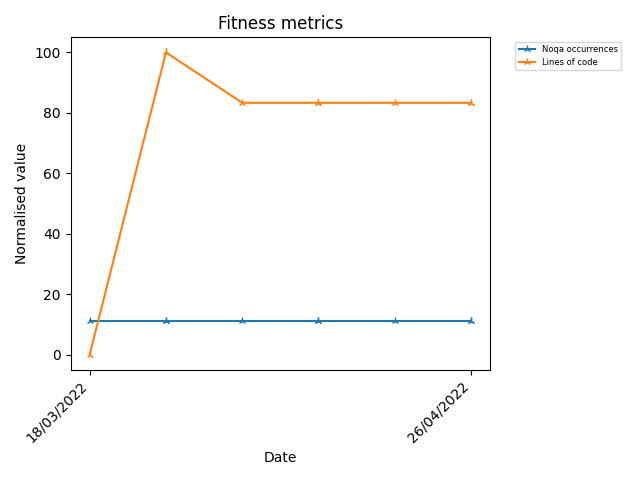 Fitness metrics
Noqa occurrences
Lines of code
Normalised value
100
80
60
40
20
0
18/03/2022
26/04/2022
Date